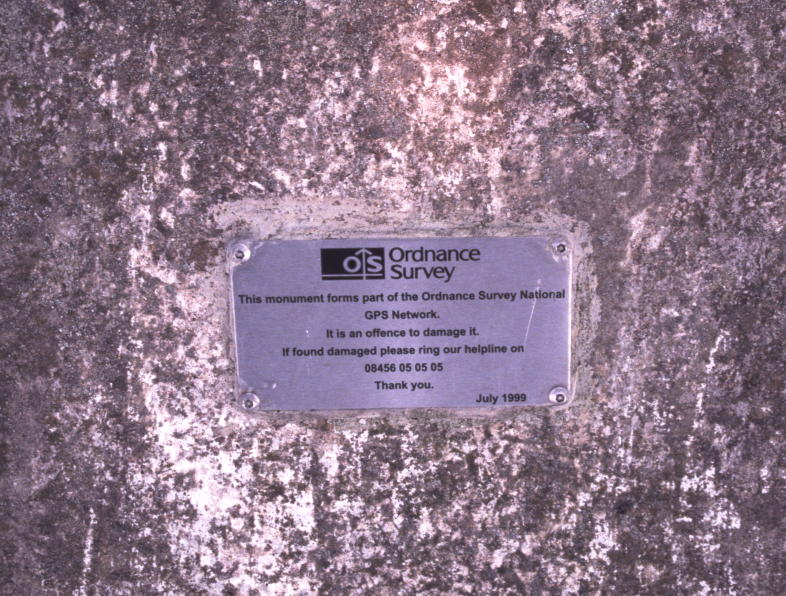 OS Ordnance
Survey
This monument forms part of the Ordnance Survey National
GPS Network.
It is an offence to damage it.
If found damaged please ring our helpline on
08456 05 05 05
Thank you.
July 1999